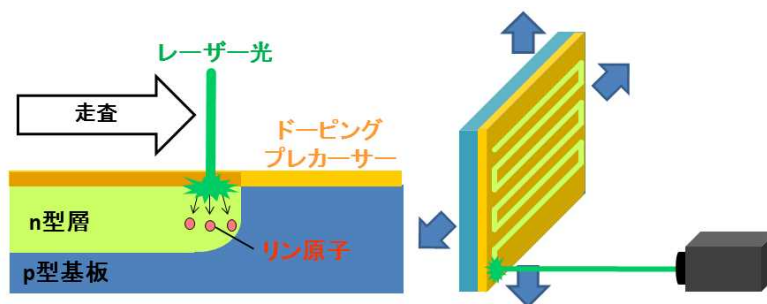 レーザー光
走査
ドーピング
プレカーサー
n型層
リン原子
p型基板